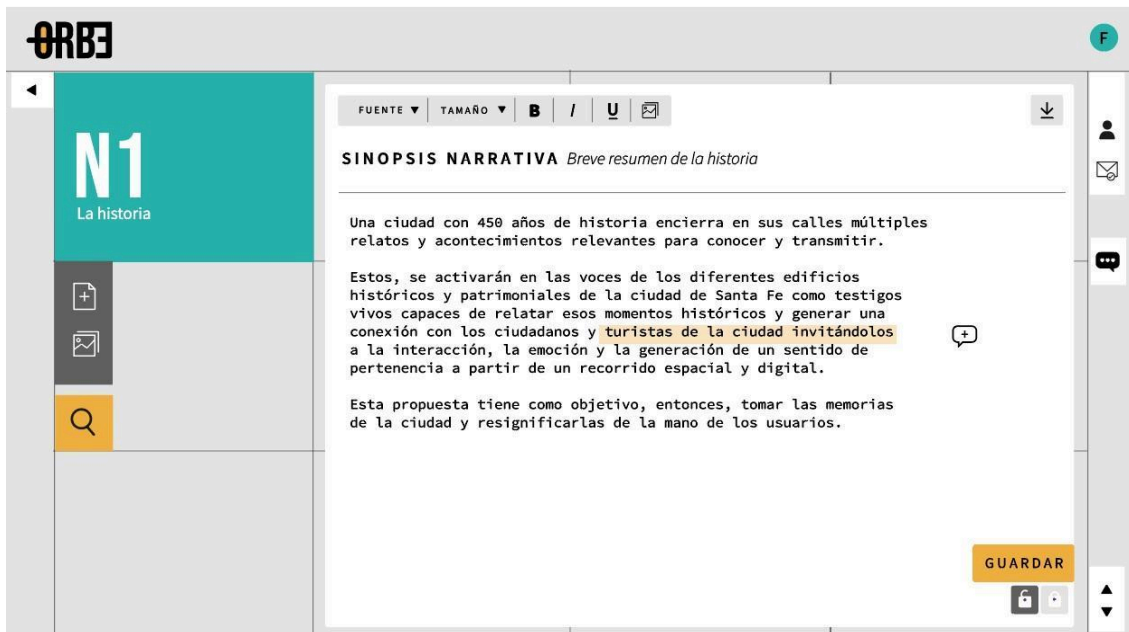 ORBE
F
N1
La historia
FUENTE
TAMAÑO
B
I
U
SINOPSIS NARRATIVA Breve resumen de la historia
Una ciudad con 450 años de historia encierra en sus calles múltiples
relatos y acontecimientos relevantes para conocer y transmitir.
Estos, se activarán en las voces de los diferentes edificios
históricos y patrimoniales de la ciudad de Santa Fe como testigos
vivos capaces de relatar esos momentos históricos y generar una
conexión con los ciudadanos y turistas de la ciudad invitándolos
a la interacción, la emoción y la generación de un sentido de
pertenencia a partir de un recorrido espacial y digital.
Esta propuesta tiene como objetivo, entonces, tomar las memorias
de la ciudad y resignificarlas de la mano de los usuarios.
GUARDAR